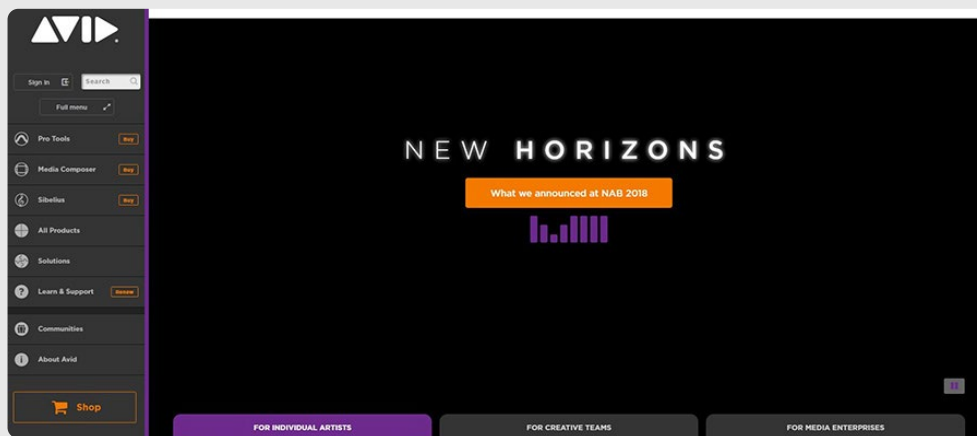 AVID.
Sign in
Search
Full menu
Pro Tools Buy
Media Composer Buy
Sibelius Buy
All Products
Solutions
Learn & Support Renew
Communities
About Avid
Shop
NEW HORIZONS
What we announced at NAB 2018
FOR INDIVIDUAL ARTISTS
FOR CREATIVE TEAMS
FOR MEDIA ENTERPRISES